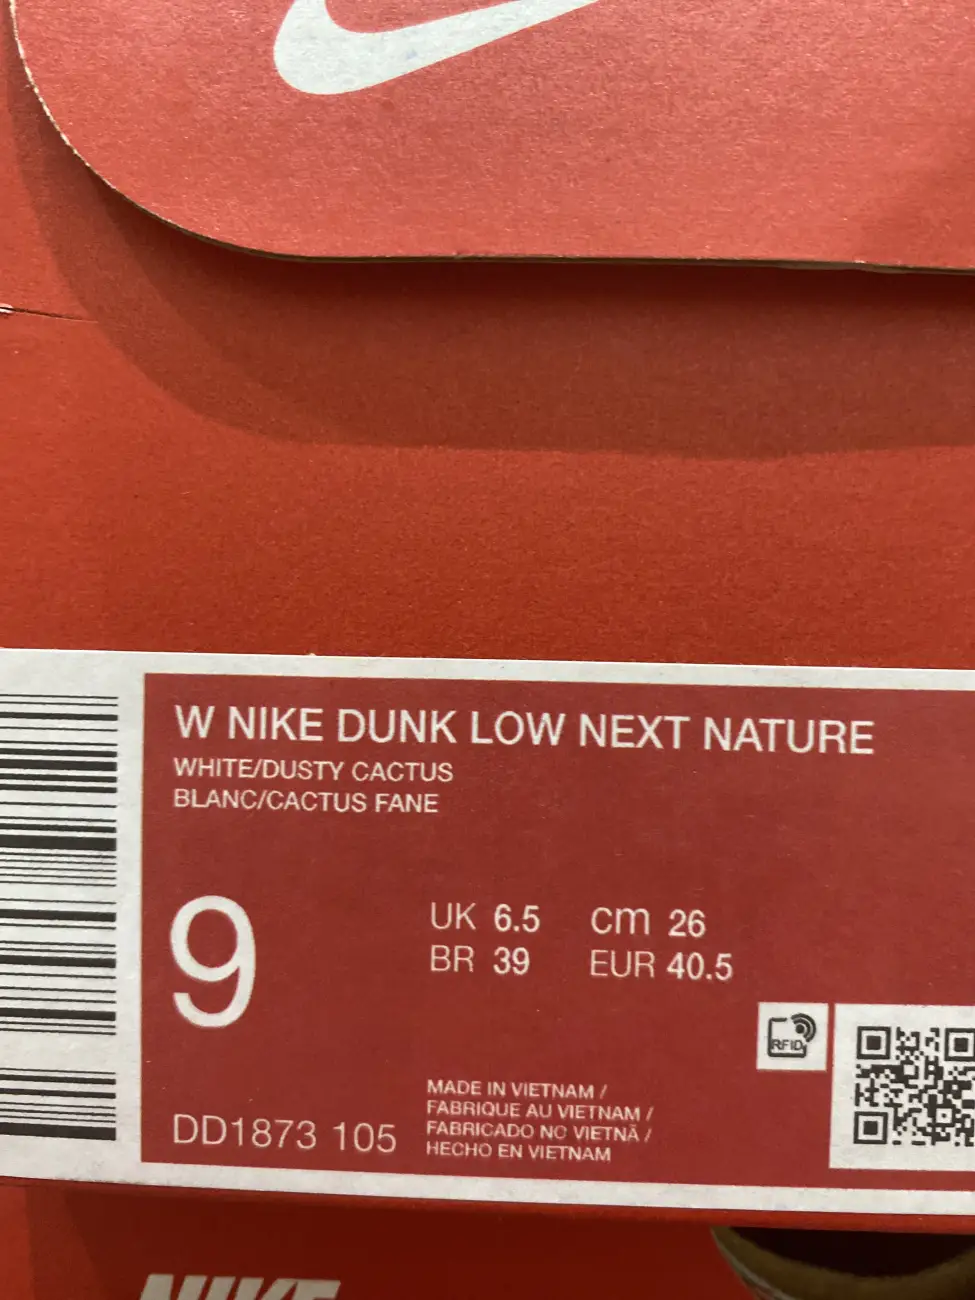 W NIKE DUNK LOW NEXT NATURE
WHITE/DUSTY CACTUS
BLANC/CACTUS FANE
9
UK 6.5 cm 26
BR 39 EUR 40.5
RFID
MADE IN VIETNAM /
FABRIQUE AU VIETNAM /
FABRICADO NO VIETNÃ /
HECHO EN VIETNAM
DD1873 105
NIKE